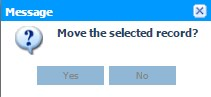 Message
Move the selected record?
Yes No